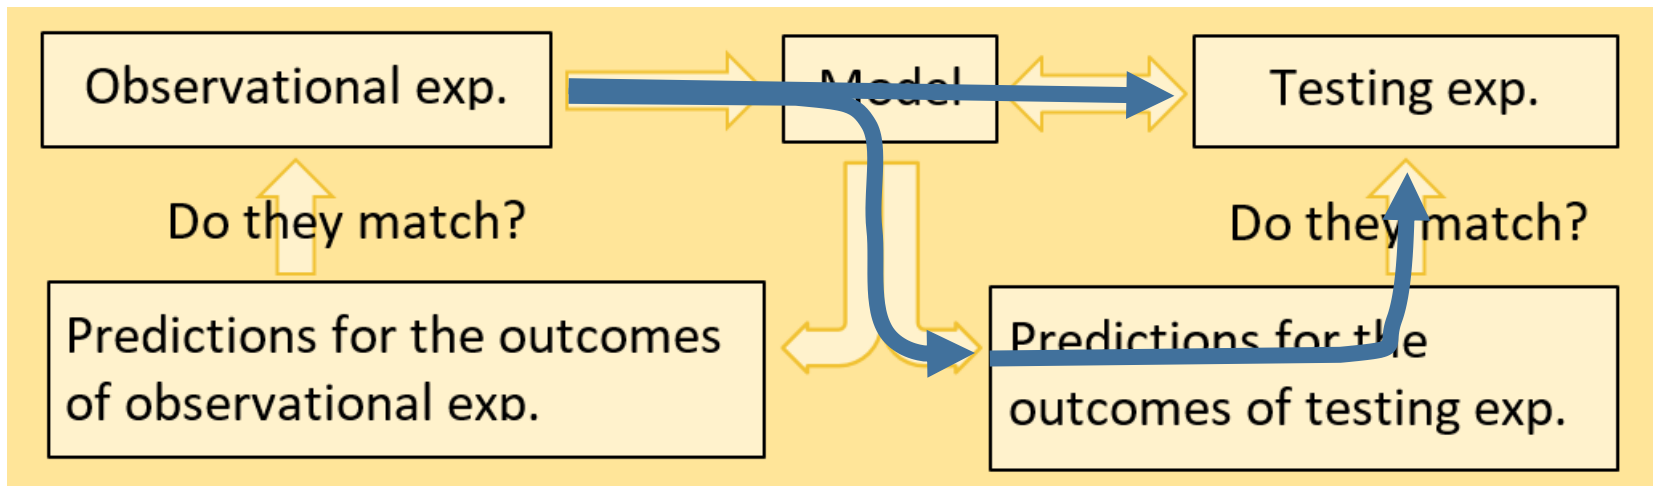 Observational exp.
Model
Testing exp.
Do they match?
Do they match?
Predictions for the outcomes
of observational exp.
Predictions for the
outcomes of testing exp.